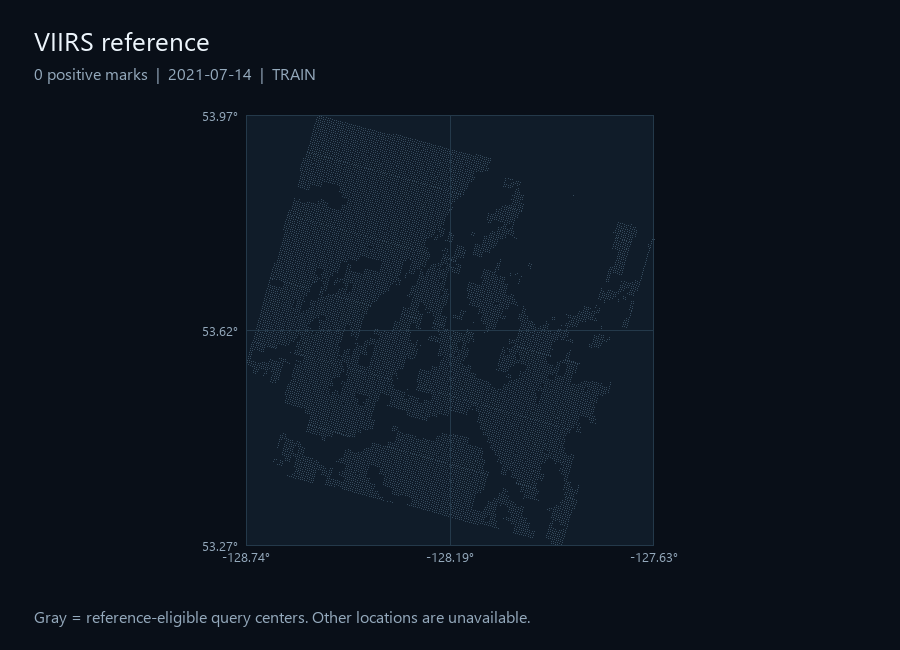 VIIRS reference
0 positive marks | 2021-07-14 | TRAIN
53.97°
53.62°
53.27°
-128.74° -128.19° -127.63°
Gray = reference-eligible query centers. Other locations are unavailable.